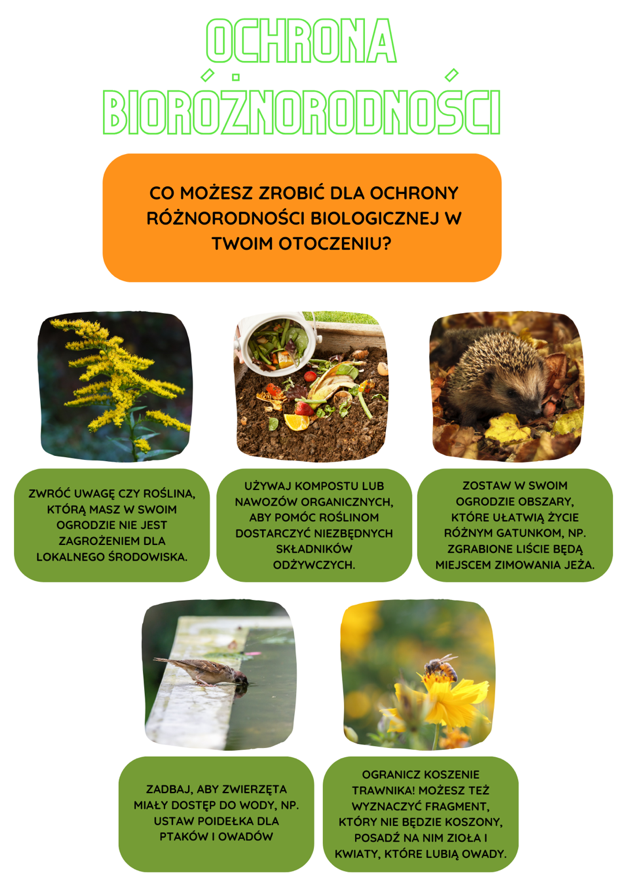 OCHRONA
BIORÓŻNORODNOŚCI
CO MOŻESZ ZROBIĆ DLA OCHRONY
RÓŻNORODNOŚCI BIOLOGICZNEJ W
TWOIM OTOCZENIU?
ZWRÓĆ UWAGĘ CZY ROŚLINA,
KTÓRĄ MASZ W SWOIM
OGRODZIE NIE JEST
ZAGROŻENIEM DLA
LOKALNEGO ŚRODOWISKA.
UŻYWAJ KOMPOSTU LUB
NAWOZÓW ORGANICZNYCH,
ABY POMÓC ROŚLINOM
DOSTARCZYĆ NIEZBĘDNYCH
SKŁADNIKÓW
ODŻYWCZYCH.
ZOSTAW W SWOIM
OGRODZIE OBSZARY,
KTÓRE UŁATWIĄ ŻYCIE
RÓŻNYM GATUNKOM, NP.
ZGRABIONE LIŚCIE BĘDĄ
MIEJSCEM ZIMOWANIA JEŻA.
ZADBAJ, ABY ZWIERZĘTA
MIAŁY DOSTĘP DO WODY, NP.
USTAW POIDEŁKA DLA
PTAKÓW I OWADÓW
OGRANICZ KOSZENIE
TRAWNIKA! MOŻESZ TEŻ
WYZNACZYĆ FRAGMENT,
KTÓRY NIE BĘDZIE KOSZONY,
POSADŹ NA NIM ZIOŁA I
KWIATY, KTÓRE LUBIĄ OWADY.